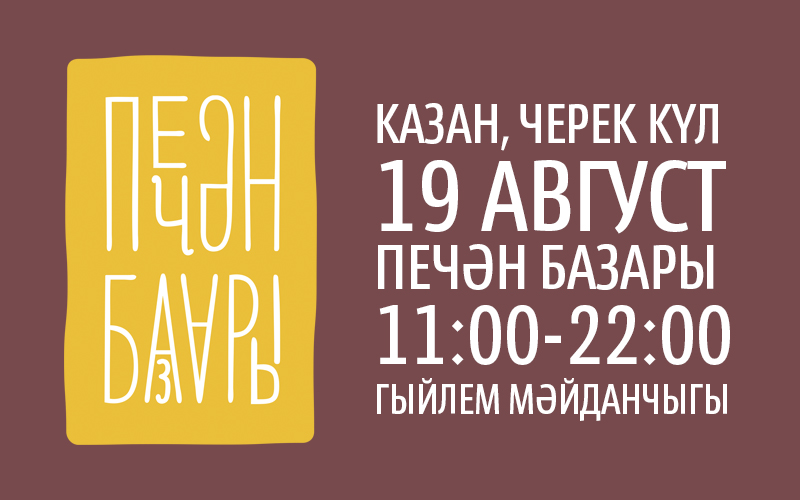 ПЕЧӘН
БАЗАРЫ
КАЗАН, ЧЕРЕК КҮЛ
19 АВГУСТ
ПЕЧӘН БАЗАРЫ
11:00-22:00
ГЫЙЛЕМ МӘЙДАНЧЫГЫ